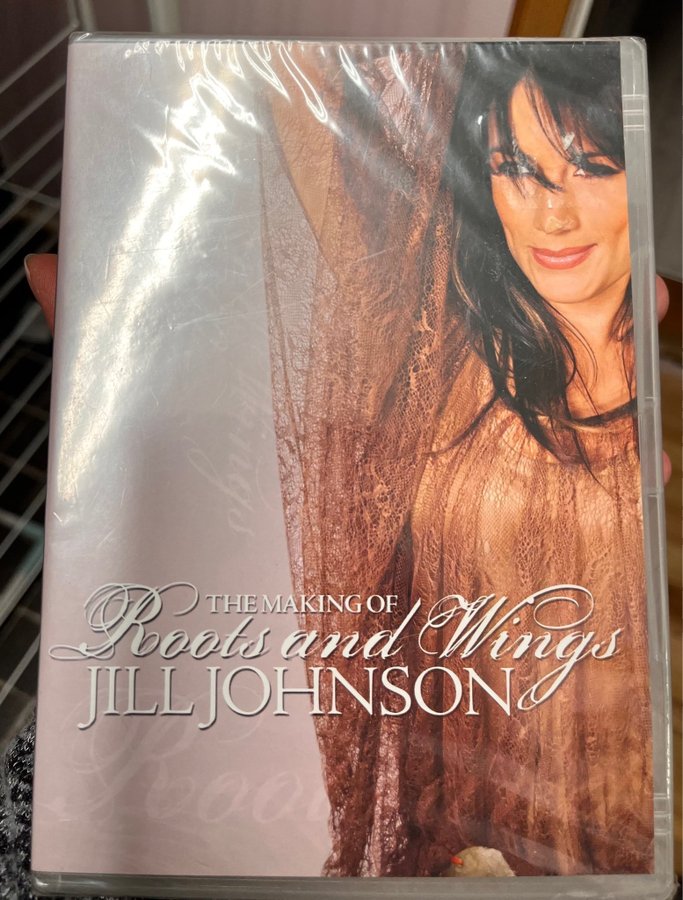 THE MAKING OF
Roots and Wings
JILL JOHNSON